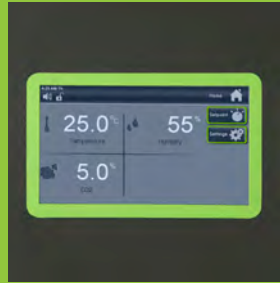 Home
25.0°
55%
Setpoint
Settings
Temperature
Humidity
5.0%
CO2